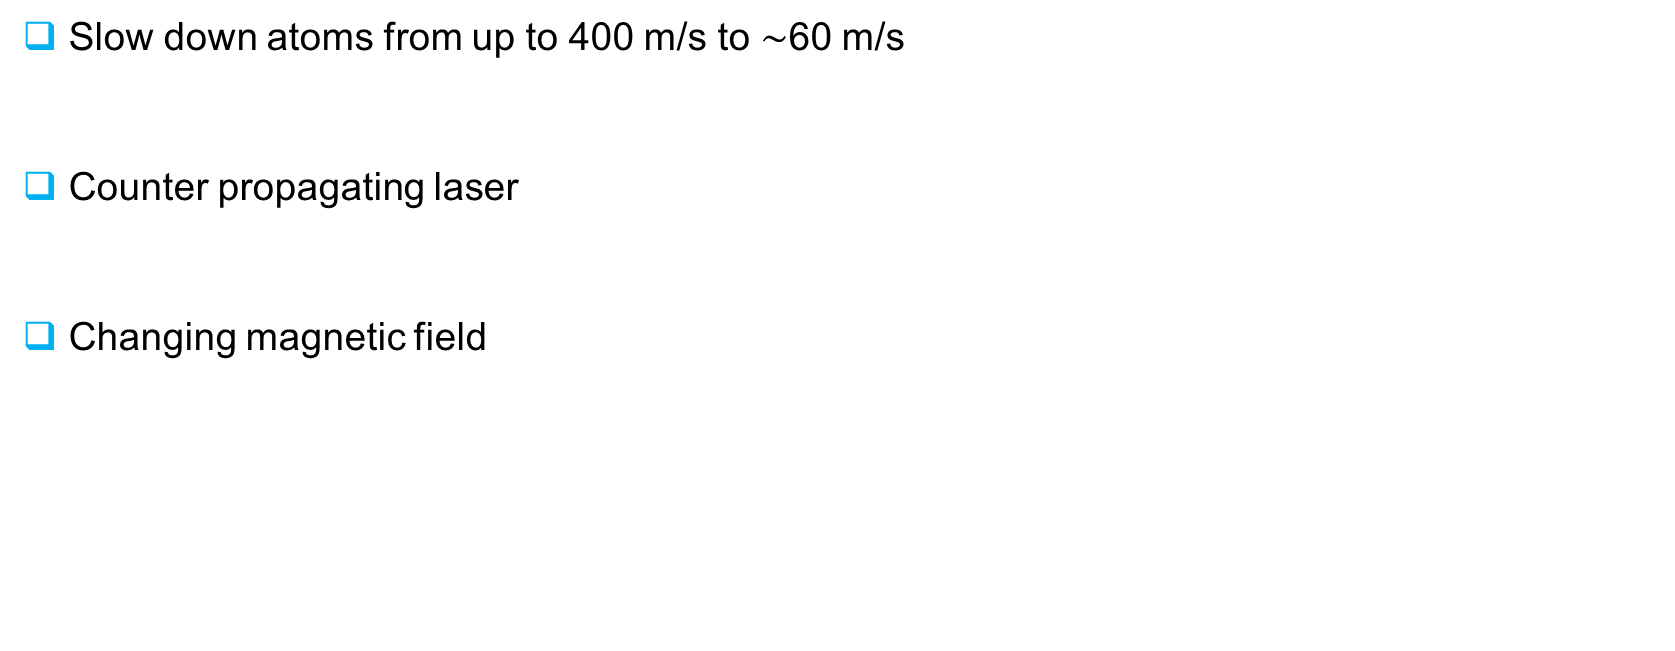 ❑ Slow down atoms from up to 400 m/s to ~60 m/s
❑ Counter propagating laser
❑ Changing magnetic field